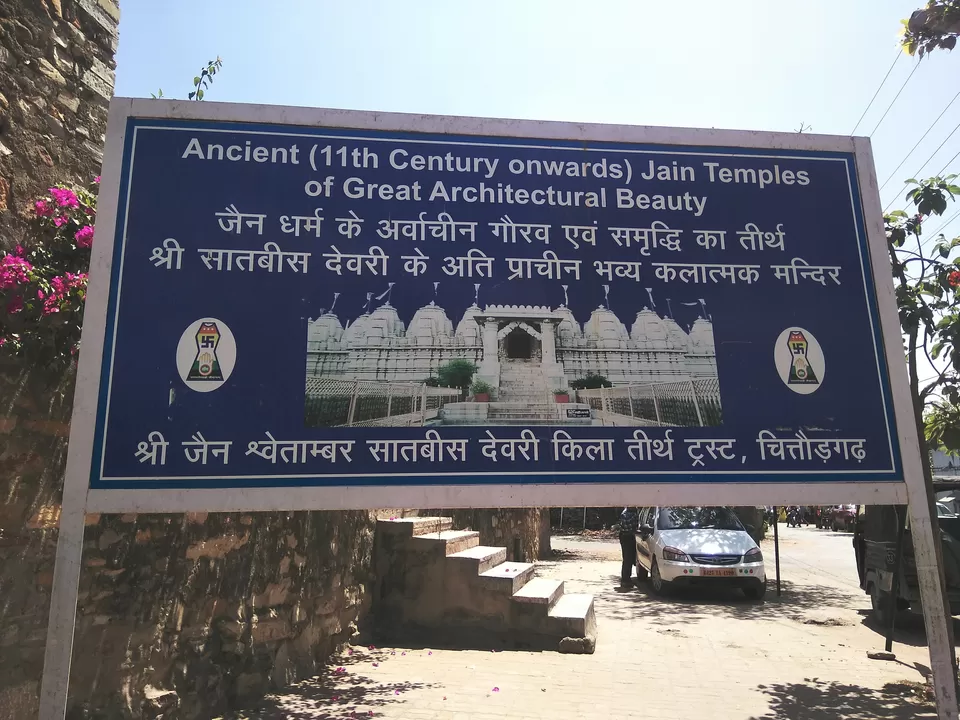 Ancient (11th Century onwards) Jain Temples
of Great Architectural Beauty
जैन धर्म के अर्वाचीन गौरव एवं समृद्धि का तीर्थ
श्री सातबीस देवरी के अति प्राचीन भव्य कलात्मक मन्दिर
श्री जैन श्वेताम्बर सातबीस देवरी किला तीर्थ ट्रस्ट, चित्तौड़गढ़